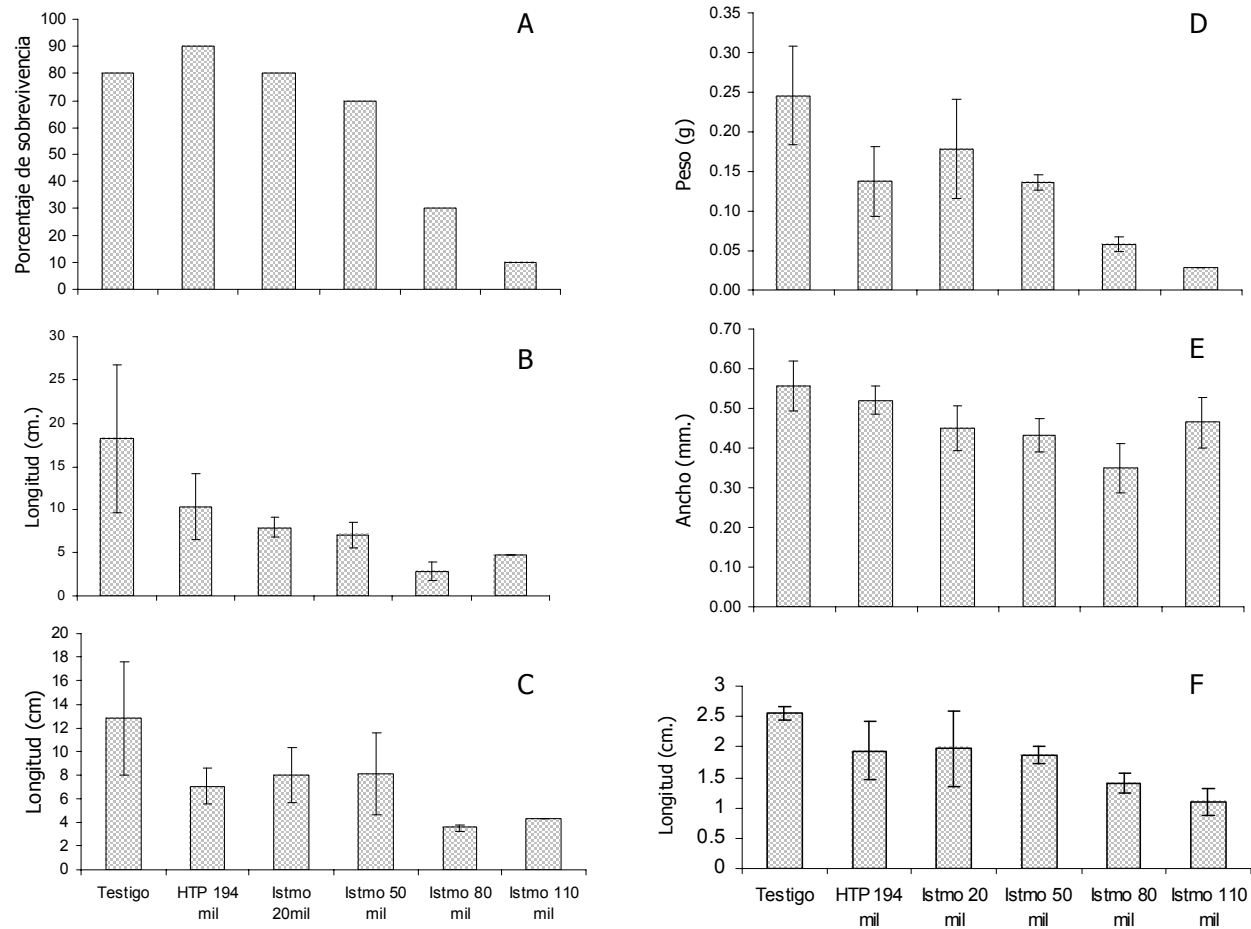 A
Porcentaje de sobrevivencia
100
90
80
70
60
50
40
30
20
10
0
B
Longitud (cm.)
30
25
20
15
10
5
0
C
Longitud (cm)
20
18
16
14
12
10
8
6
4
2
0
Testigo
HTP 194
mil
Istmo
20mil
Istmo 50
mil
Istmo 80
mil
Istmo 110
mil
D
Peso (g)
0.35
0.30
0.25
0.20
0.15
0.10
0.05
0.00
E
Ancho (mm.)
0.70
0.60
0.50
0.40
0.30
0.20
0.10
0.00
F
Longitud (cm.)
3
2.5
2
1.5
1
0.5
0
Testigo
HTP 194
mil
Istmo 20
mil
Istmo 50
mil
Istmo 80
mil
Istmo 110
mil